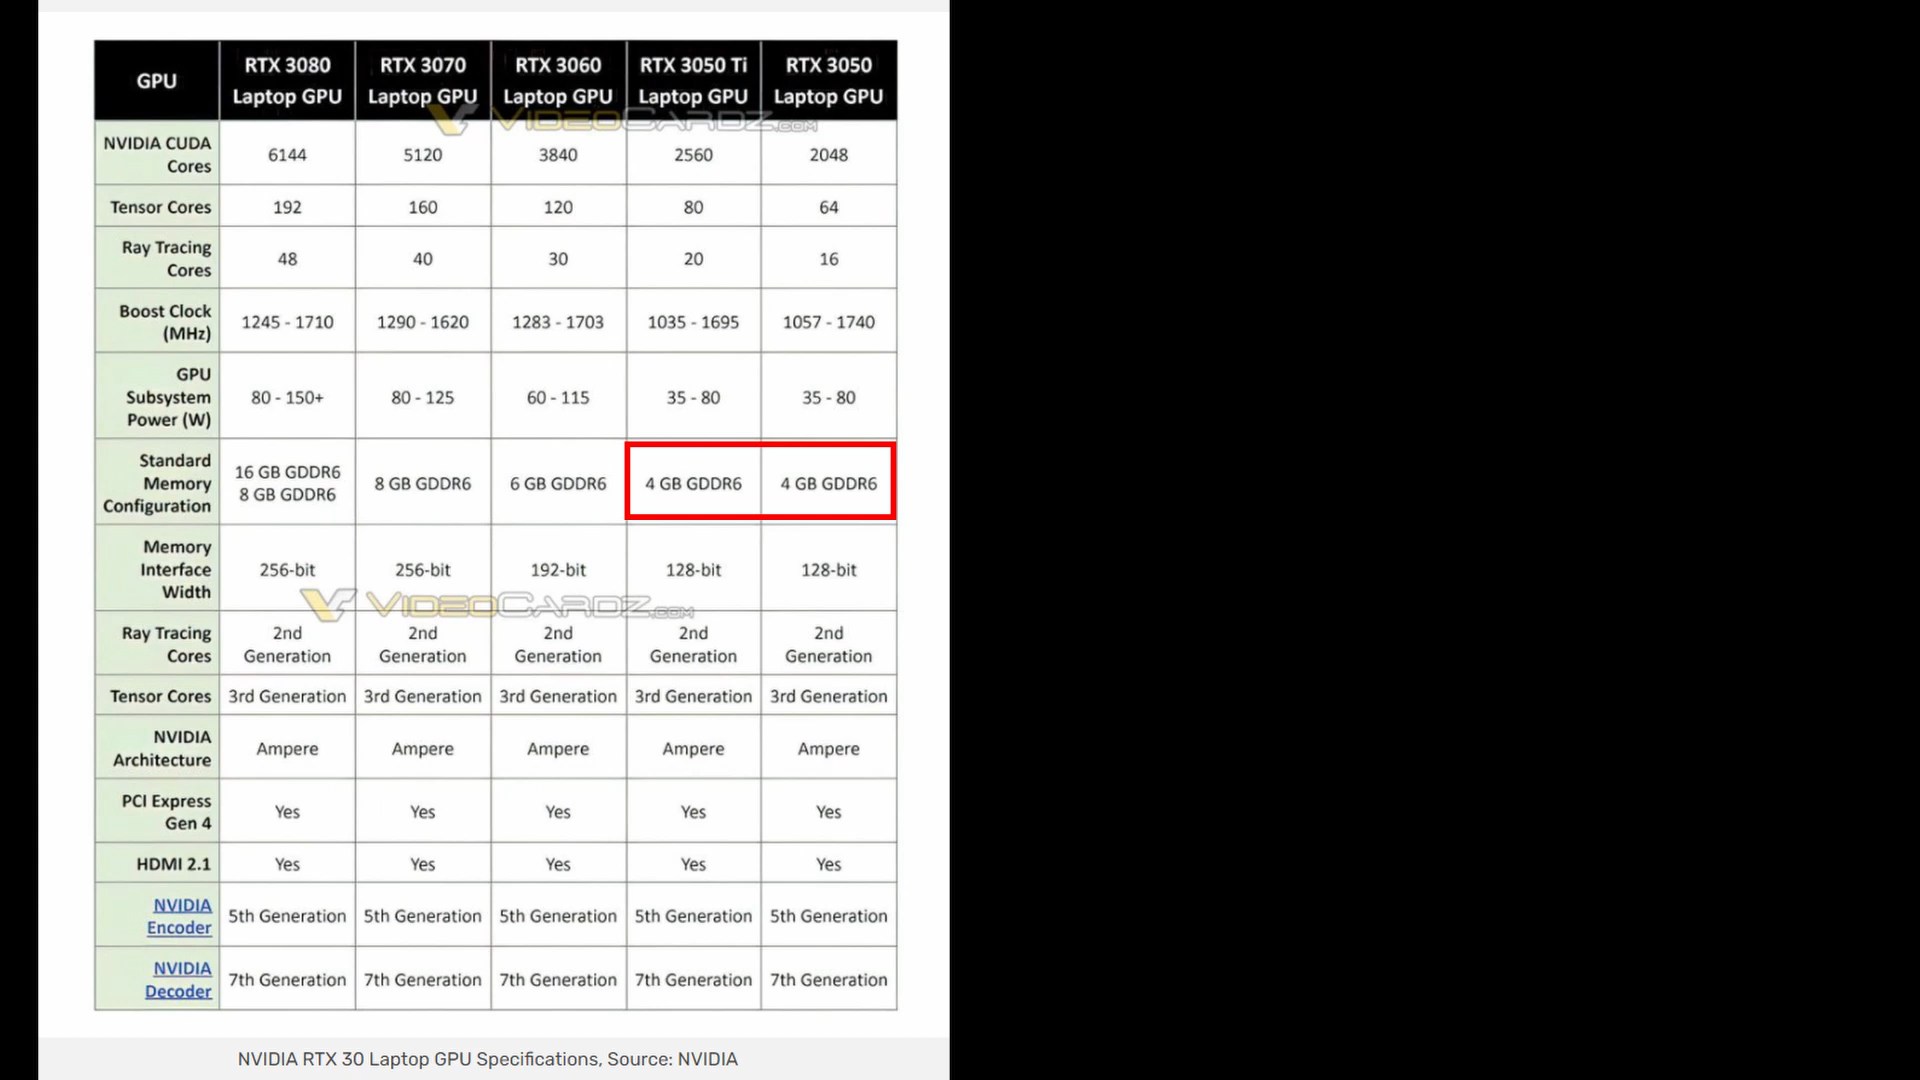 GPU
RTX 3080
Laptop GPU
RTX 3070
Laptop GPU
RTX 3060
Laptop GPU
RTX 3050 Ti
Laptop GPU
RTX 3050
Laptop GPU
VIDEOCARDZ.COM
NVIDIA CUDA
Cores
6144
5120
3840
2560
2048
Tensor Cores
192
160
120
80
64
Ray Tracing
Cores
48
40
30
20
16
Boost Clock
(MHz)
1245 - 1710
1290 - 1620
1283 - 1703
1035 - 1695
1057 - 1740
GPU
Subsystem
Power (W)
80 - 150+
80 - 125
60 - 115
35 - 80
35 - 80
Standard
Memory
Configuration
16 GB GDDR6
8 GB GDDR6
8 GB GDDR6
6 GB GDDR6
4 GB GDDR6
4 GB GDDR6
Memory
Interface
Width
256-bit
256-bit
192-bit
128-bit
128-bit
VIDEOCARDZ.COM
Ray Tracing
Cores
2nd
Generation
2nd
Generation
2nd
Generation
2nd
Generation
2nd
Generation
Tensor Cores
3rd Generation
3rd Generation
3rd Generation
3rd Generation
3rd Generation
NVIDIA
Architecture
Ampere
Ampere
Ampere
Ampere
Ampere
PCI Express
Gen 4
Yes
Yes
Yes
Yes
Yes
HDMI 2.1
Yes
Yes
Yes
Yes
Yes
NVIDIA
Encoder
5th Generation
5th Generation
5th Generation
5th Generation
5th Generation
NVIDIA
Decoder
7th Generation
7th Generation
7th Generation
7th Generation
7th Generation
NVIDIA RTX 30 Laptop GPU Specifications, Source: NVIDIA